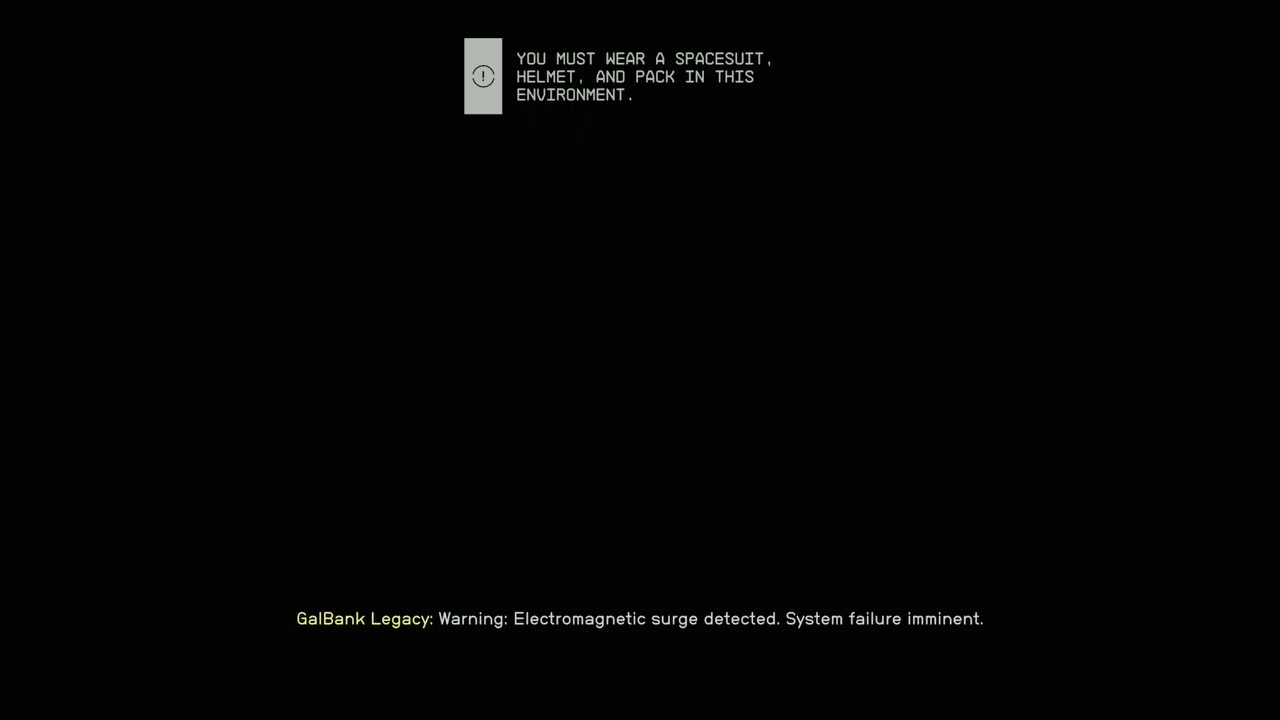 YOU MUST WEAR A SPACESUIT,
HELMET, AND PACK IN THIS
ENVIRONMENT.
GalBank Legacy: Warning: Electromagnetic surge detected. System failure imminent.